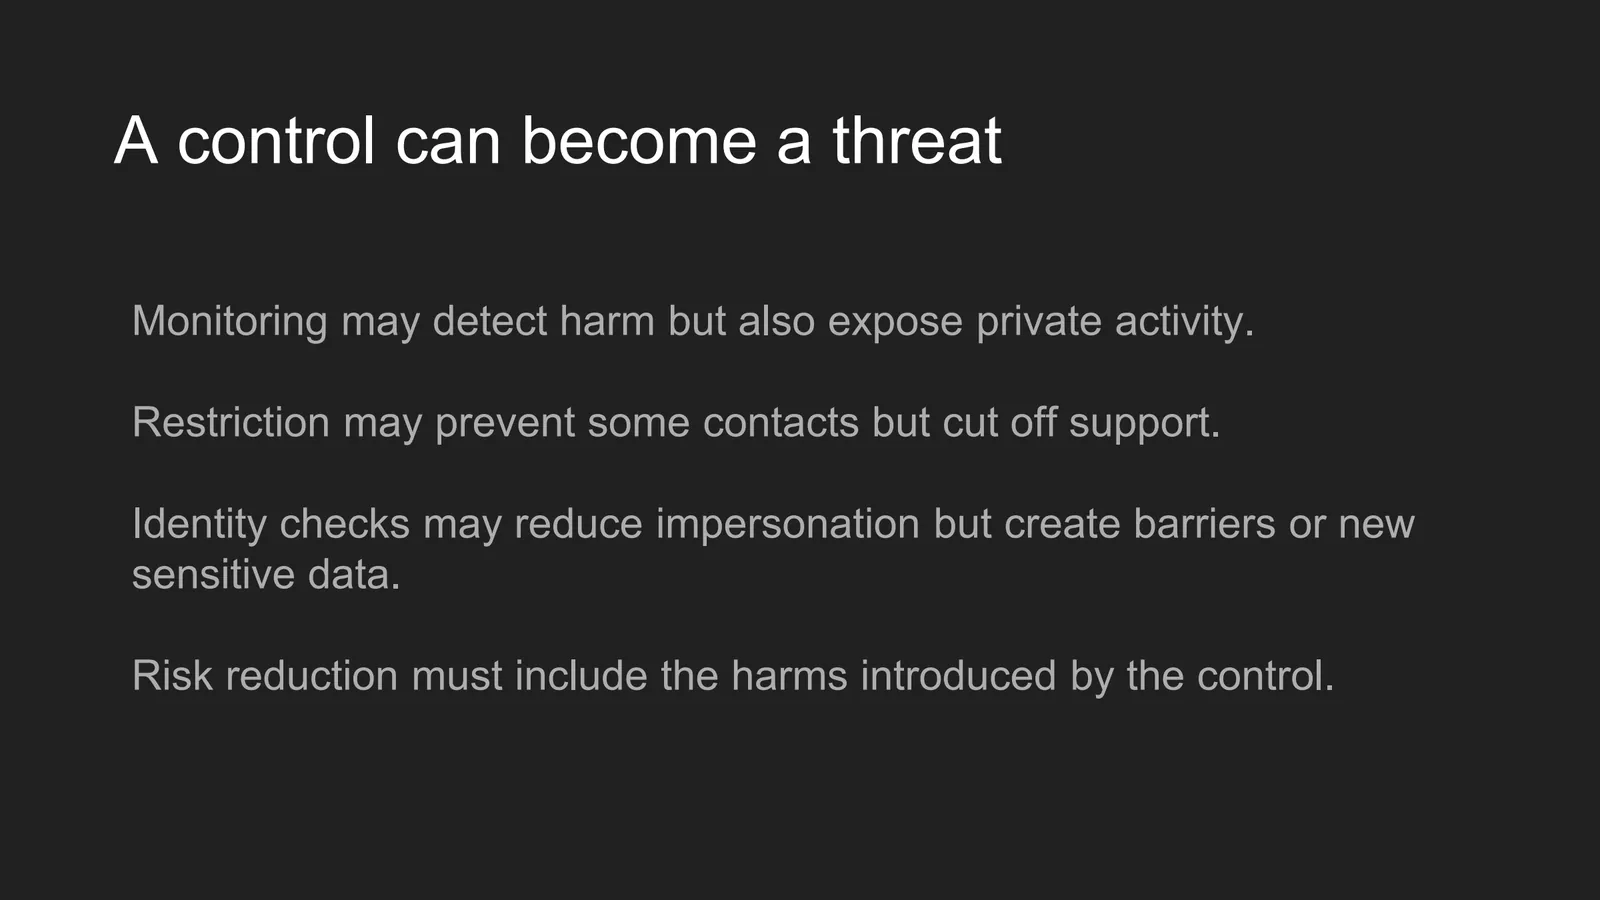 A control can become a threat
Monitoring may detect harm but also expose private activity.
Restriction may prevent some contacts but cut off support.
Identity checks may reduce impersonation but create barriers or new
sensitive data.
Risk reduction must include the harms introduced by the control.